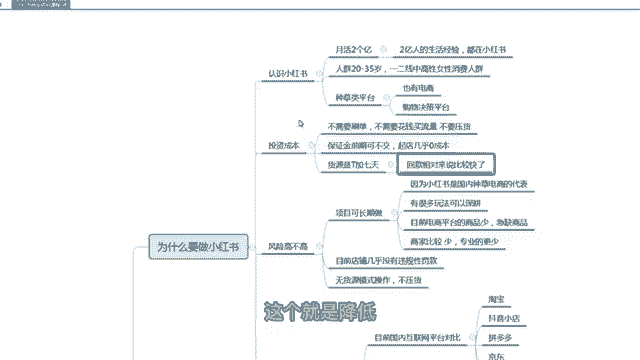 认识小红书
月活2个亿
2亿人的生活经验，都在小红书
人群20-35岁，一二线中高性女性消费人群
种草类平台
也有电商
购物决策平台
投资成本
不需要刷单，不需要花钱买流量 不要压货
保证金前期可不交，起店几乎0成本
货源是T加七天
回款相对来说比较快了
为什么要做小红书
风险高不高
项目可长期做
因为小红书是国内种草电商的代表
有很多玩法可以深耕
目前电商平台的商品少，急缺商品
商家比较 少，专业的更少
目前店铺几乎没有违规性罚款
无货源模式操作，不压货
这个就是降低
目前国内互联网平台对比
淘宝
抖音小店
拼多多
京东